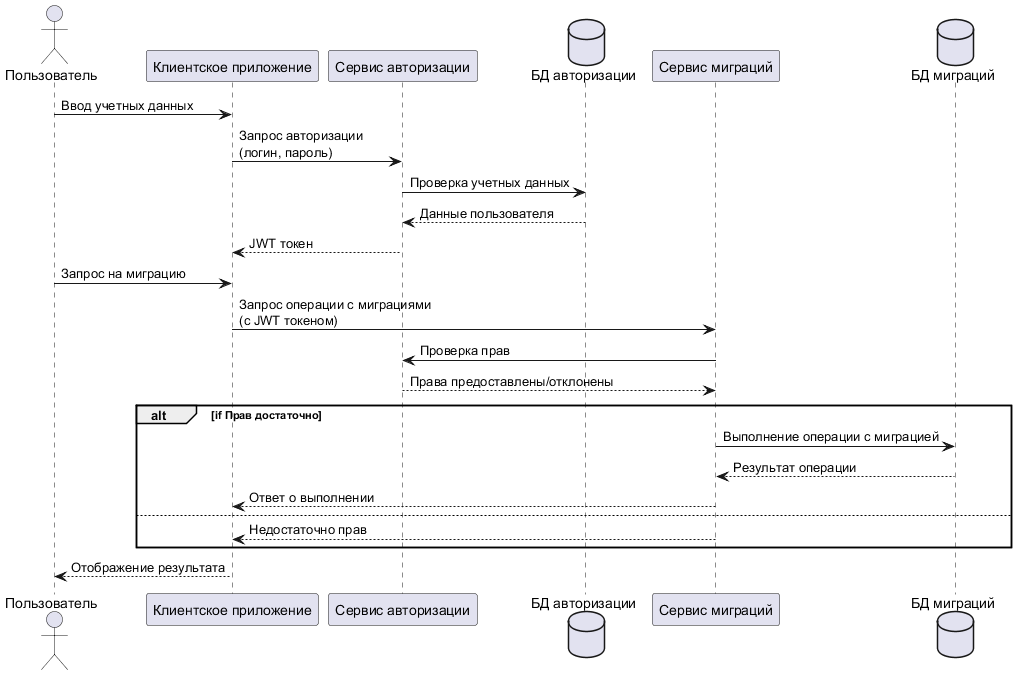 Пользователь
Клиентское приложение
Сервис авторизации
БД авторизации
Сервис миграций
БД миграций
Ввод учетных данных
Запрос авторизации
(логин, пароль)
Проверка учетных данных
Данные пользователя
JWT токен
Запрос на миграцию
Запрос операции с миграциями
(с JWT токеном)
Проверка прав
Права предоставлены/отклонены
alt
[if Прав достаточно]
Выполнение операции с миграцией
Результат операции
Ответ о выполнении
Недостаточно прав
Отображение результата
Пользователь
Клиентское приложение
Сервис авторизации
БД авторизации
Сервис миграций
БД миграций